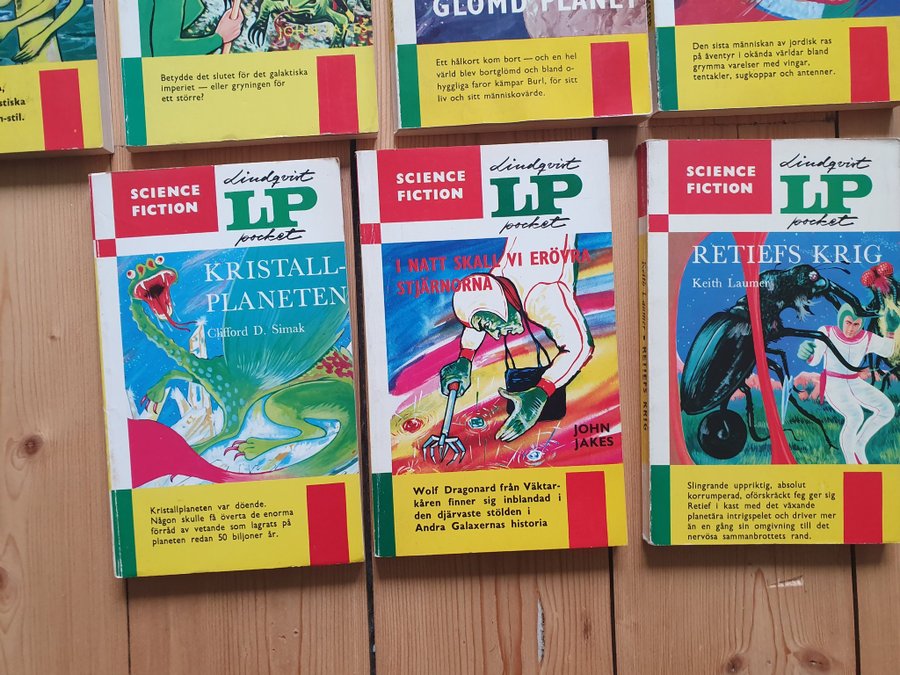 stiska
n-stil.
Betydde det slutet för det galaktiska
imperiet — eller gryningen för
ett större?
GLÖMD PLANET
Ett hålkort kom bort — och en hel
värld blev bortglömd och bland o-
hyggliga faror kämpar Burl, för sitt
liv och sitt människovärde.
Den sista människan av jordisk ras
på äventyr i okända världar bland
grymma varelser med vingar,
tentakler, sugkoppar och antenner.
SCIENCE
FICTION
Lindqvist
LP
pocket
KRISTALL-
PLANETEN
Clifford D. Simak
Kristallplaneten var döende.
Någon skulle få överta de enorma
förråd av vetande som lagrats på
planeten redan 50 biljoner år.
SCIENCE
FICTION
Lindqvist
LP
pocket
I NATT SKALL VI ERÖVRA
STJÄRNORNA
JOHN
JAKES
Wolf Dragonard från Väktar-
kåren finner sig inblandad i
den djärvaste stölden i
Andra Galaxernas historia
SCIENCE
FICTION
Lindqvist
LP
pocket
RETIEFS KRIG
Keith Laumer
Keith Laumer • RETIEFS KRIG
Slingrande uppriktig, absolut
korrumperad, oförskräckt feg ger sig
Retief i kast med det växande
planetära intrigspelet och driver mer
än en gång sin omgivning till det
nervösa sammanbrottets rand.